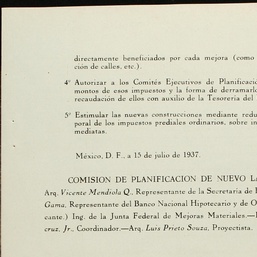 directamente beneficiados por cada mejora (como
ción de calles, etc.).
4º Autorizar a los Comités Ejecutivos de Planificaci
montos de esos impuestos y la forma de derramarlo
recaudación de ellos con auxilio de la Tesorería del
5º Estimular las nuevas construcciones mediante redu
poral de los impuestos prediales ordinarios, sobre in
mediatas.
México, D. F., a 15 de julio de 1937.
COMISION DE PLANIFICACION DE NUEVO LA
Arq. Vicente Mendiola Q., Representante de la Secretaría de
Gama, Representante del Banco Nacional Hipotecario y de O
cante.) Ing. de la Junta Federal de Mejoras Materiales.—
cruz, Jr., Coordinador.—Arq. Luis Prieto Souza, Proyectista.